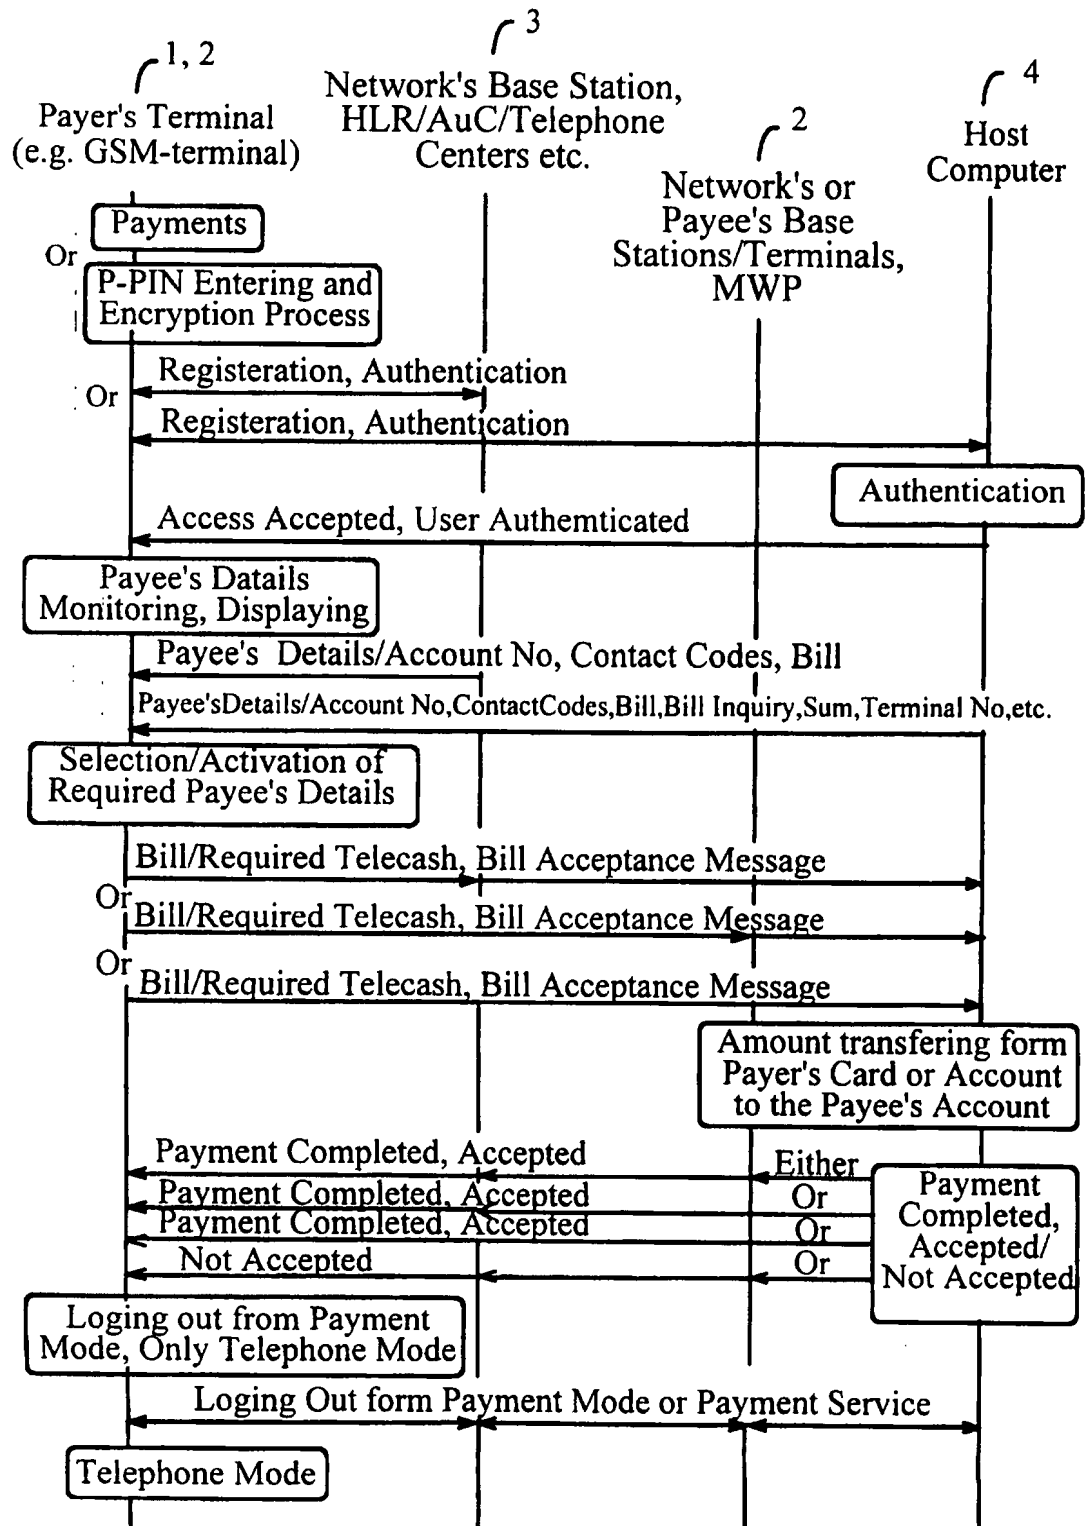 1, 2
3
4
2
Payer's Terminal
(e.g. GSM-terminal)
Network's Base Station,
HLR/AuC/Telephone
Centers etc.
Network's or
Payee's Base
Stations/Terminals,
MWP
Host
Computer
Payments
Or
P-PIN Entering and
Encryption Process
Registeration, Authentication
Or
Registeration, Authentication
Authentication
Access Accepted, User Authemticated
Payee's Datails
Monitoring, Displaying
Payee's Details/Account No, Contact Codes, Bill
Payee'sDetails/Account No,ContactCodes,Bill,Bill Inquiry,Sum,Terminal No,etc.
Selection/Activation of
Required Payee's Details
Bill/Required Telecash, Bill Acceptance Message
Or
Bill/Required Telecash, Bill Acceptance Message
Or
Bill/Required Telecash, Bill Acceptance Message
Amount transfering form
Payer's Card or Account
to the Payee's Account
Payment Completed, Accepted
Either
Payment Completed, Accepted
Or
Payment Completed, Accepted
Or
Not Accepted
Or
Payment
Completed,
Accepted/
Not Accepted
Loging out from Payment
Mode, Only Telephone Mode
Loging Out form Payment Mode or Payment Service
Telephone Mode